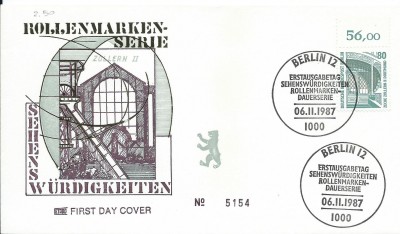 ROLLENMARKEN-
SERIE
ZOLLERN II
SEHENS
WÜRDIGKEITEN
FIRST DAY COVER
Nº 5154
56,00
80
BERLIN 12
ERSTAUSGABETAG
SEHENSWÜRDIGKEITEN
ROLLENMARKEN-
DAUERSERIE
06.11.1987
1000
BERLIN 12
ERSTAUSGABETAG
SEHENSWÜRDIGKEITEN
ROLLENMARKEN-
DAUERSERIE
06.11.1987
1000